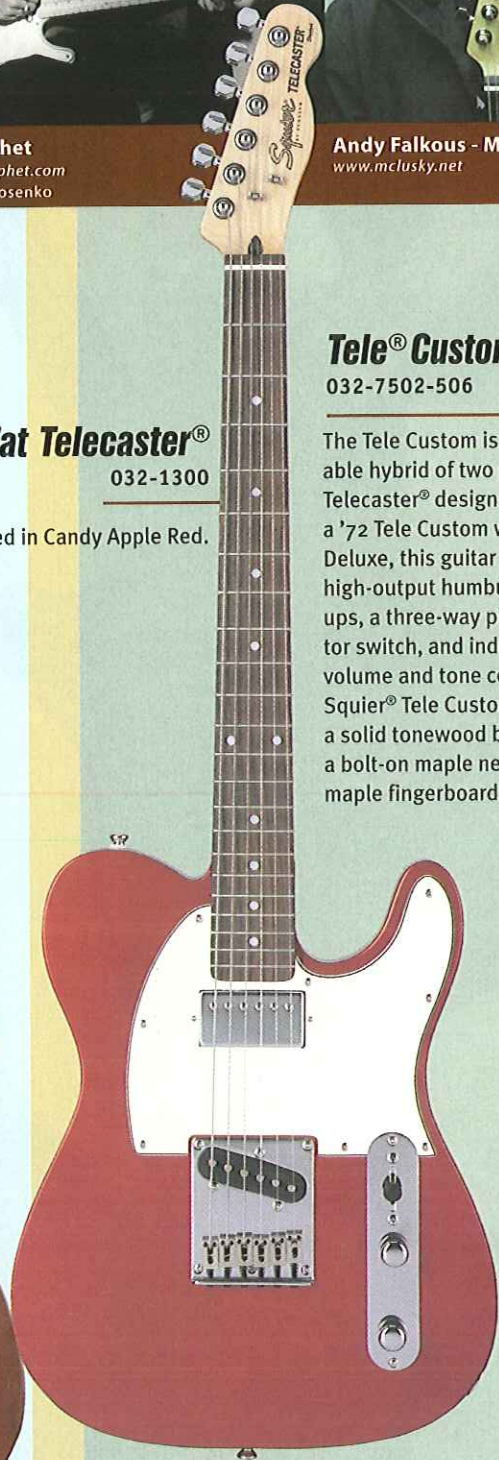 het
phet.com
osenko
Andy Falkous - M
www.mclusky.net
Squier
TELECASTER
at Telecaster®
032-1300
ed in Candy Apple Red.
Tele® Custom
032-7502-506
The Tele Custom is
able hybrid of two
Telecaster® design
a '72 Tele Custom w
Deluxe, this guitar
high-output humbu
ups, a three-way p
tor switch, and ind
volume and tone co
Squier® Tele Custo
a solid tonewood b
a bolt-on maple ne
maple fingerboard